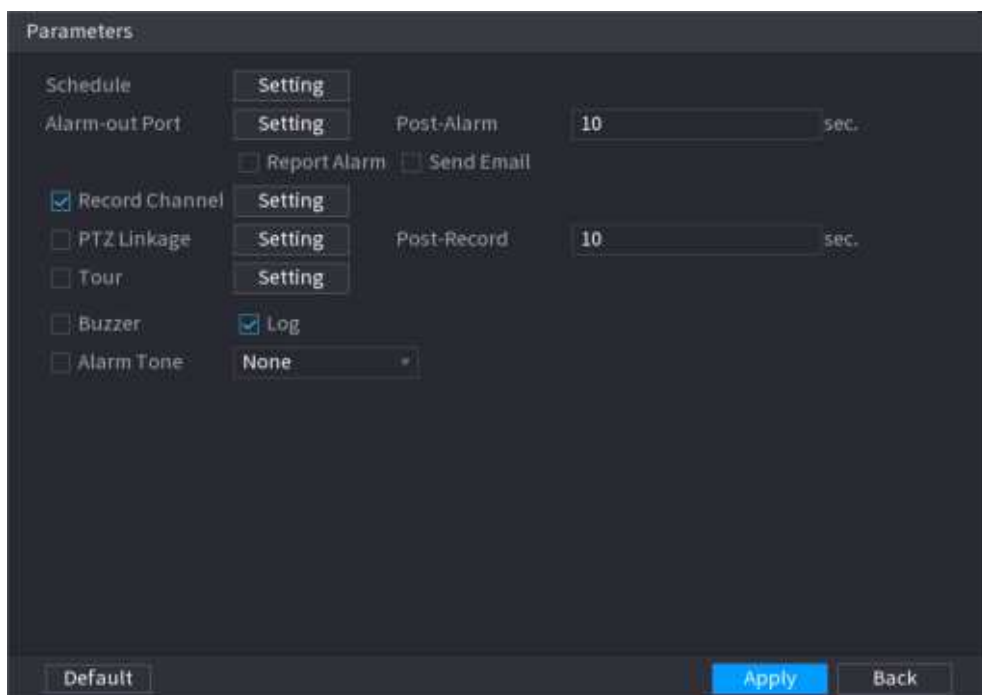 Parameters
Schedule Setting
Alarm-out Port Setting Post-Alarm 10 sec.
Report Alarm Send Email
Record Channel Setting
PTZ Linkage Setting Post-Record 10 sec.
Tour Setting
Buzzer Log
Alarm Tone None
Default Apply Back